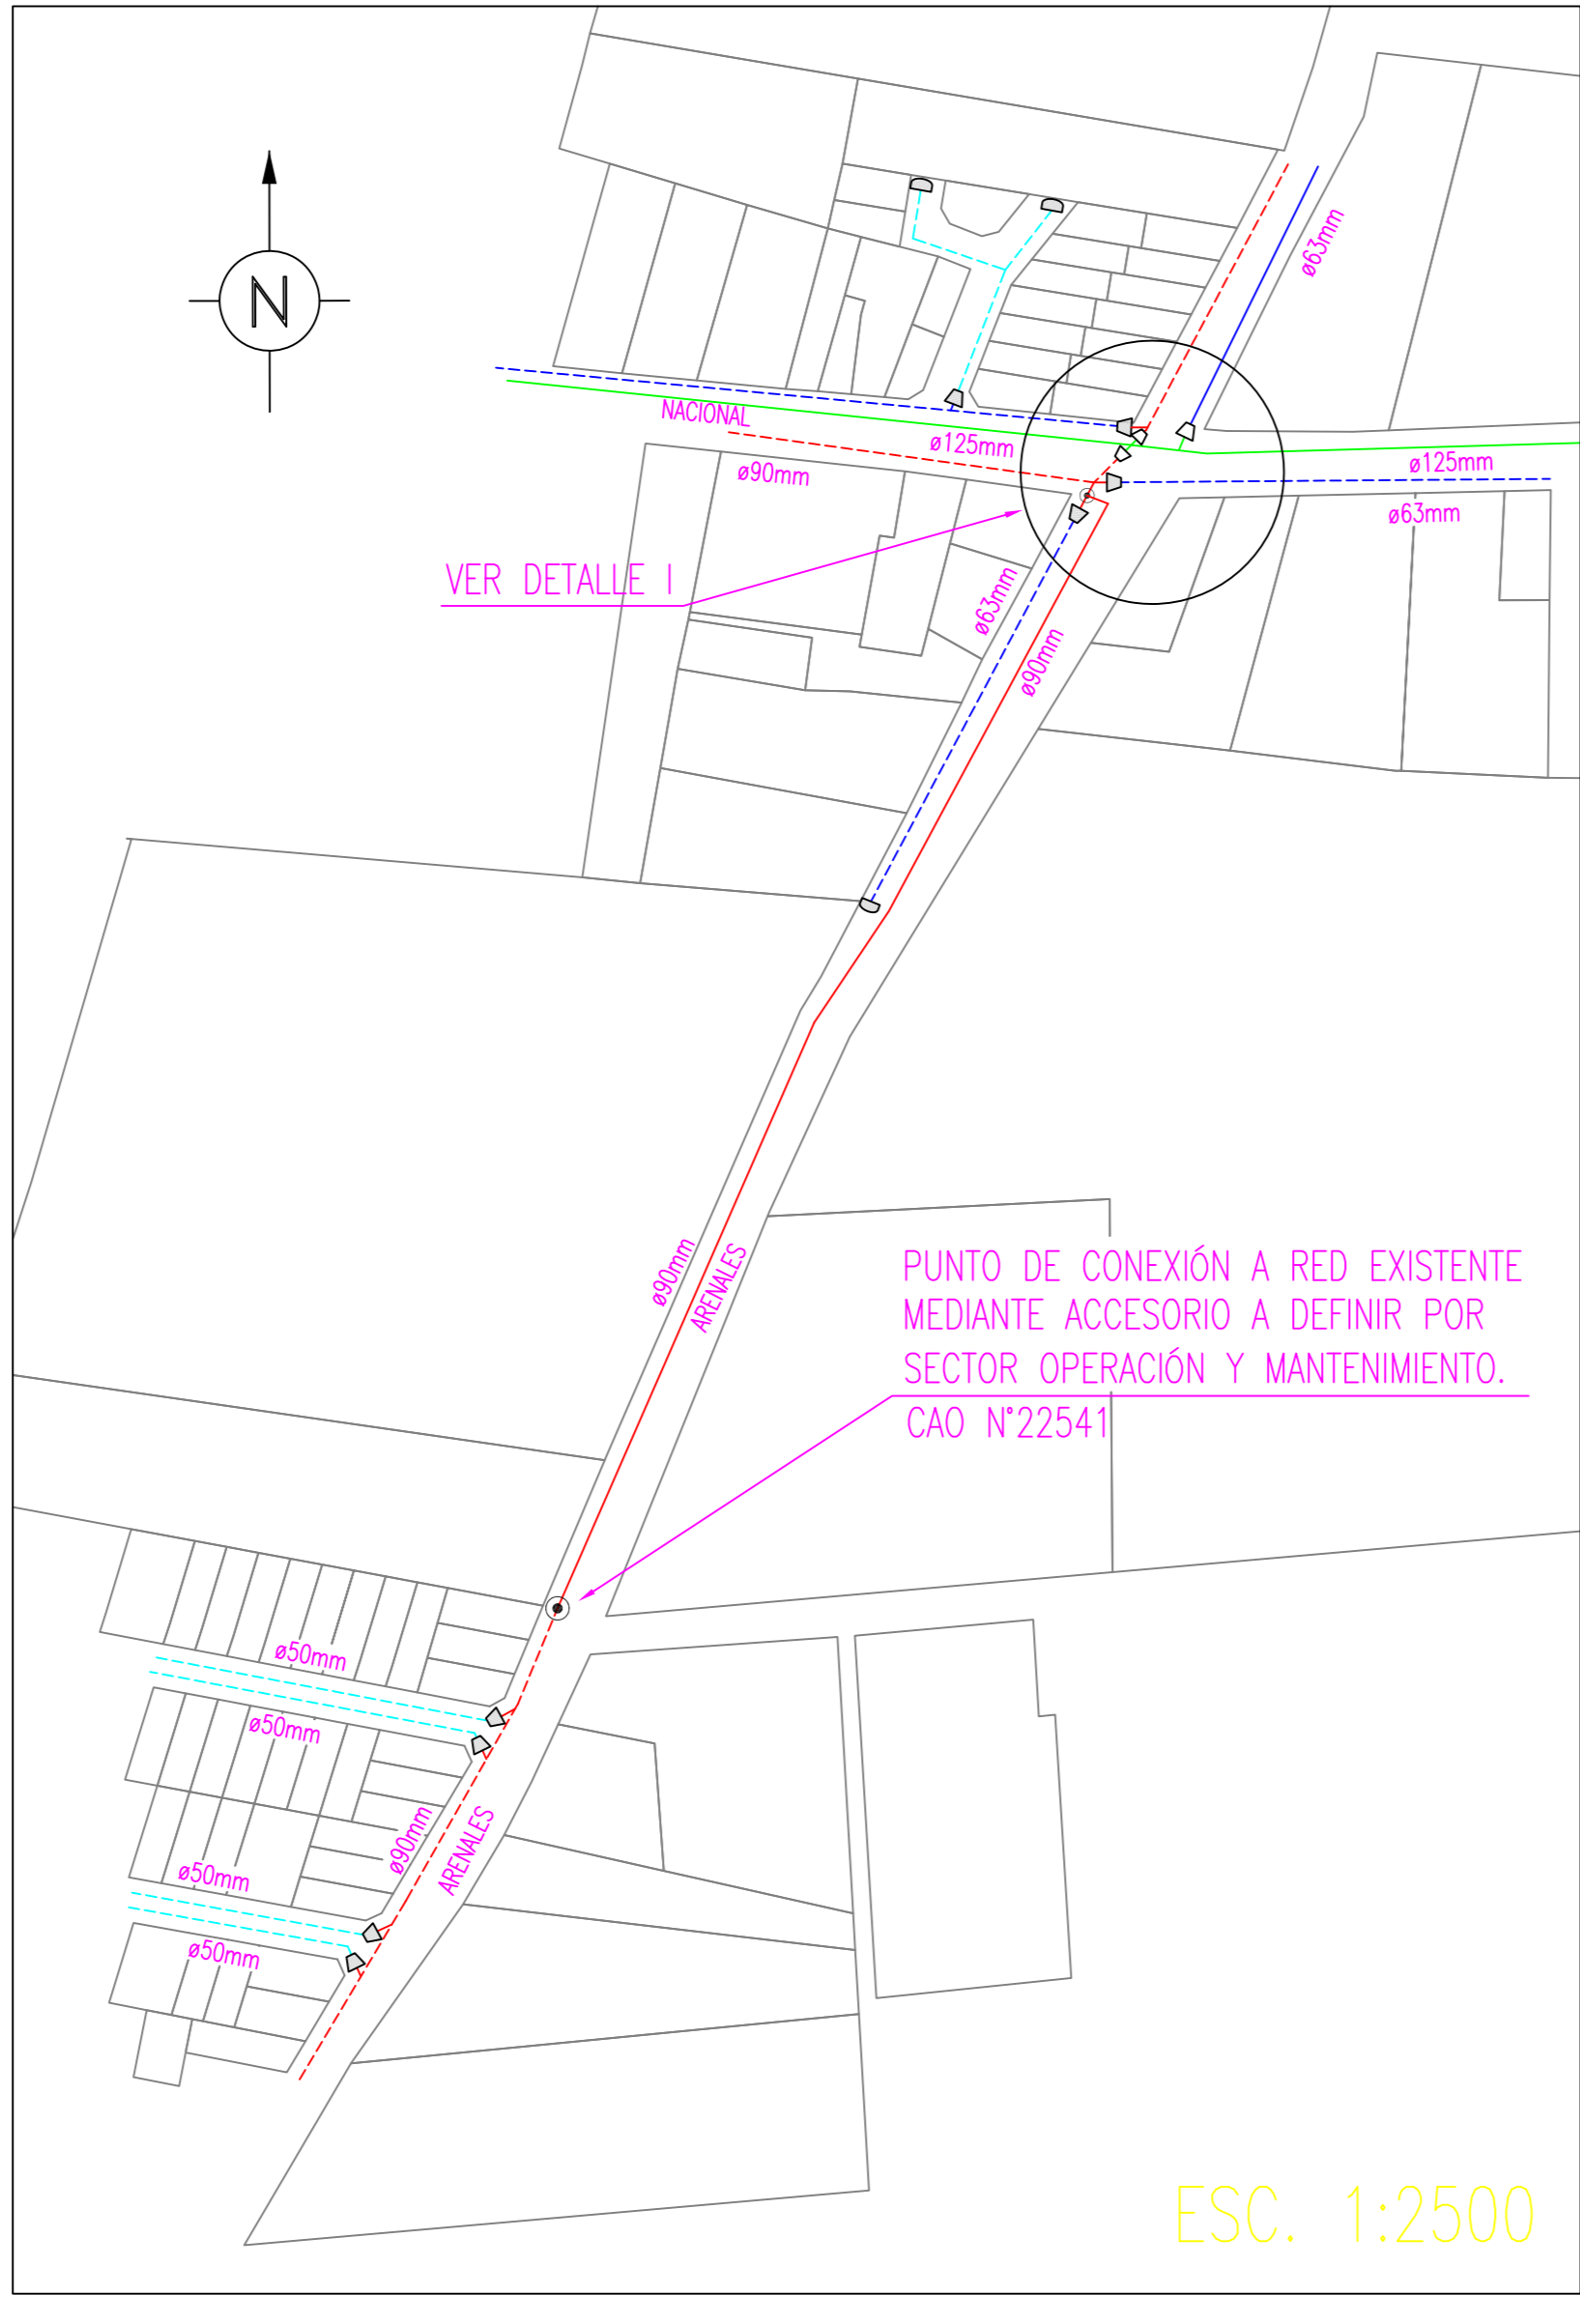 N
ø63mm
NACIONAL
ø125mm
ø90mm
ø125mm
ø63mm
VER DETALLE I
ø63mm
ø90mm
ø90mm
ARENALES
PUNTO DE CONEXIÓN A RED EXISTENTE
MEDIANTE ACCESORIO A DEFINIR POR
SECTOR OPERACIÓN Y MANTENIMIENTO.
CAO N°22541
ø50mm
ø50mm
ø90mm
ARENALES
ø50mm
ø50mm
ESC. 1:2500